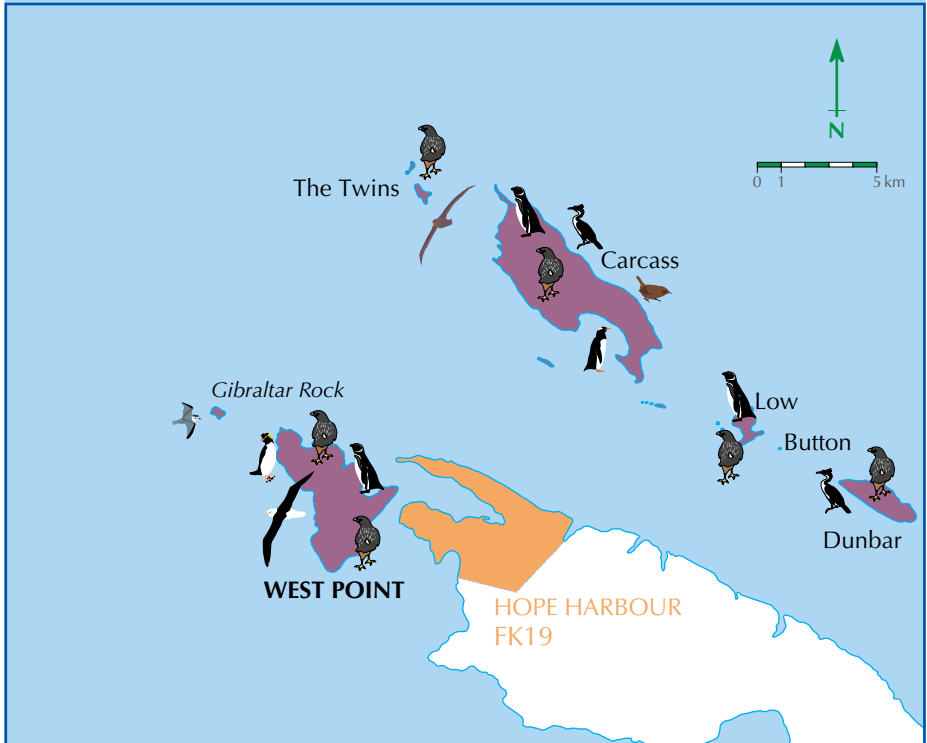 N
0 1 5 km
The Twins
Carcass
Gibraltar Rock
Low
Button
Dunbar
WEST POINT
HOPE HARBOUR
FK19